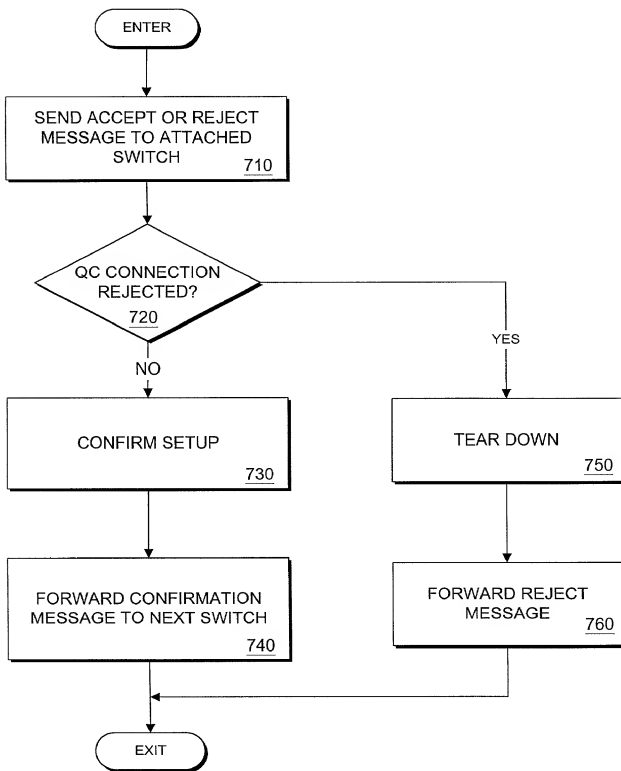 ENTER
SEND ACCEPT OR REJECT
MESSAGE TO ATTACHED
SWITCH
710
QC CONNECTION
REJECTED?
720
YES
NO
CONFIRM SETUP
730
TEAR DOWN
750
FORWARD CONFIRMATION
MESSAGE TO NEXT SWITCH
740
FORWARD REJECT
MESSAGE
760
EXIT